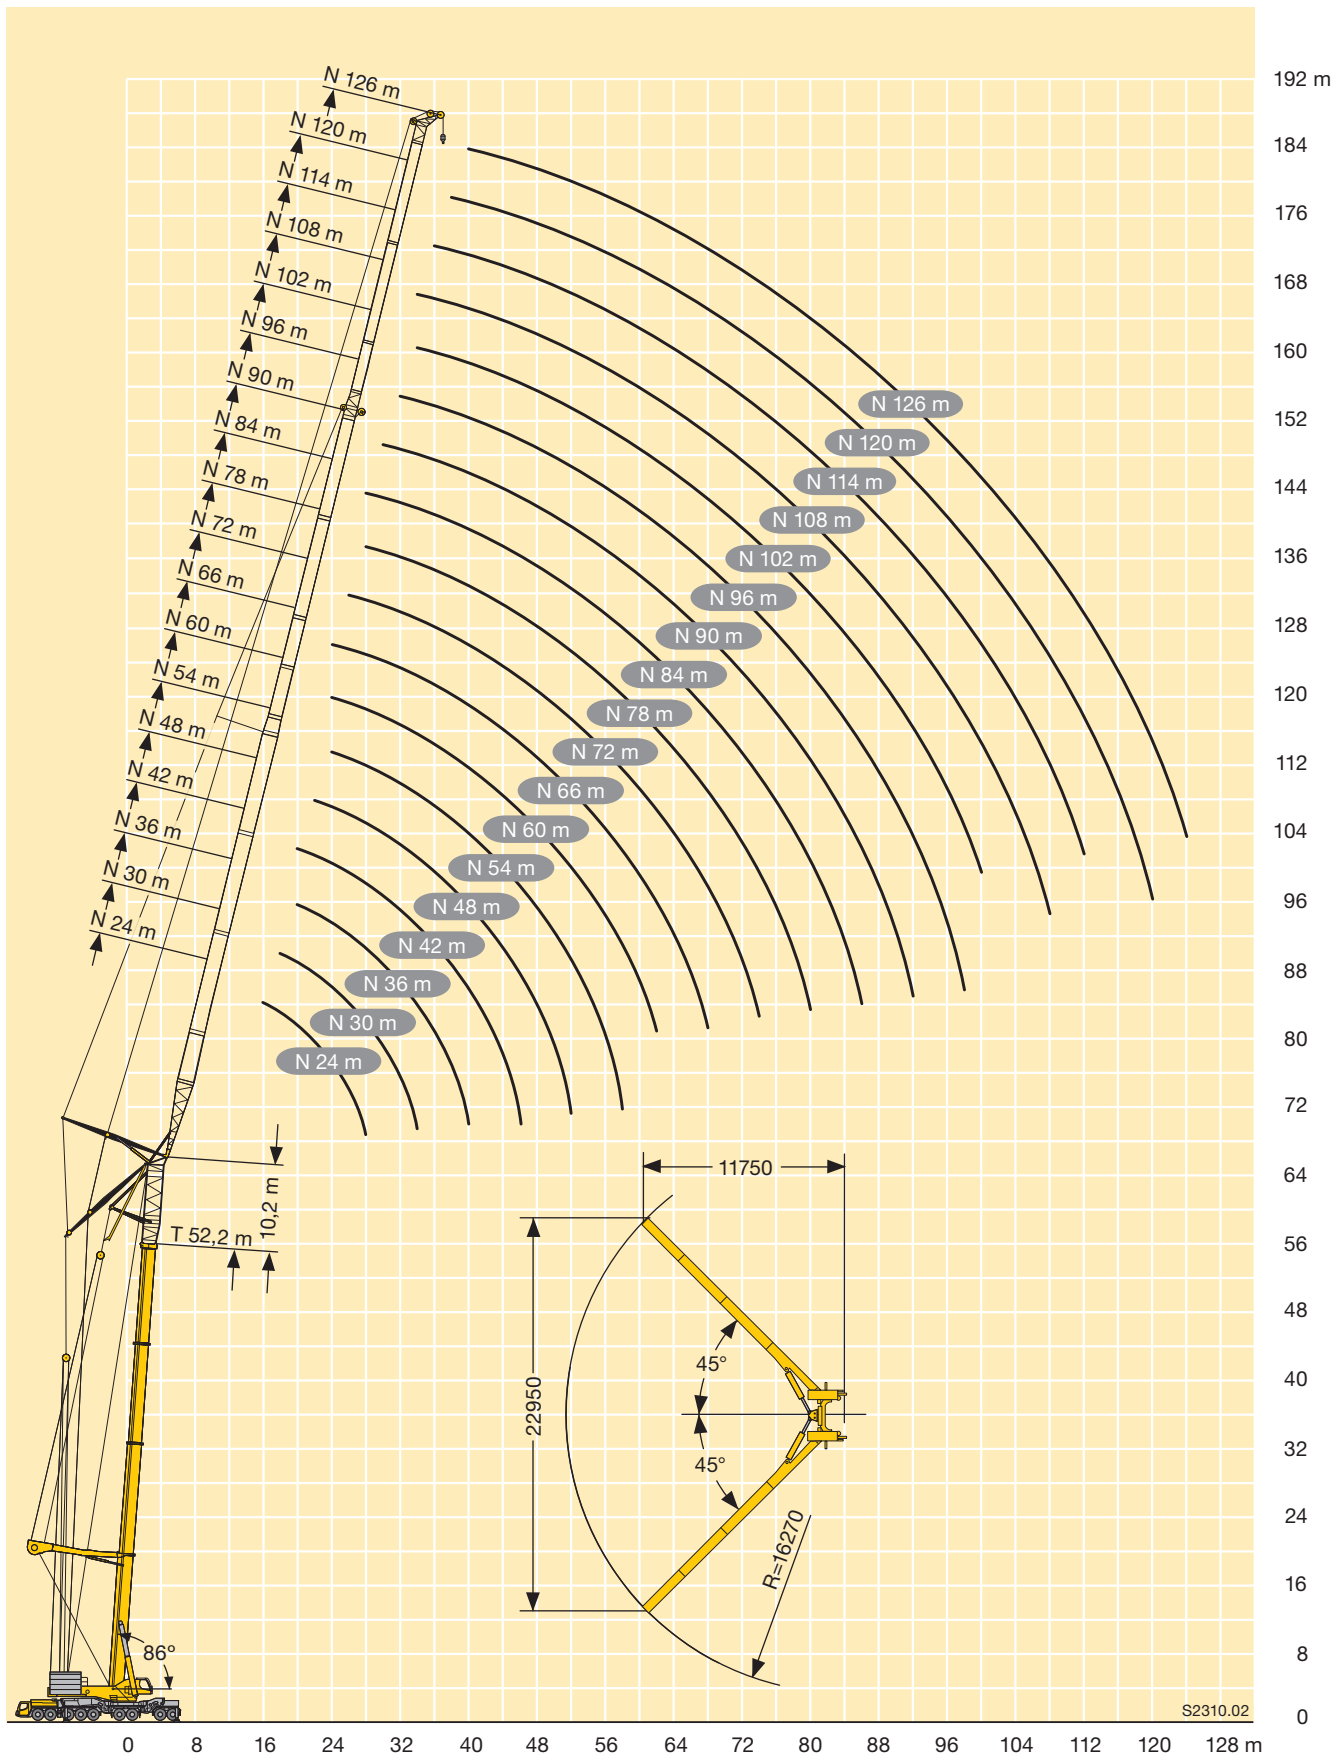 N 126 m
192 m
N 120 m
184
N 114 m
176
N 108 m
168
N 102 m
160
N 96 m
N 90 m
N 126 m
152
N 84 m
N 120 m
N 78 m
N 114 m
144
N 72 m
N 108 m
136
N 66 m
N 102 m
N 60 m
N 96 m
128
N 54 m
N 90 m
120
N 48 m
N 84 m
N 42 m
N 78 m
112
N 36 m
N 72 m
N 30 m
N 66 m
104
N 24 m
N 60 m
N 54 m
96
N 48 m
N 42 m
88
N 36 m
N 30 m
80
N 24 m
72
64
11750
10,2 m
T 52,2 m
56
48
45°
40
22950
32
45°
24
R=16270
16
86°
8
S2310.02
0
0 8 16 24 32 40 48 56 64 72 80 88 96 104 112 120 128 m